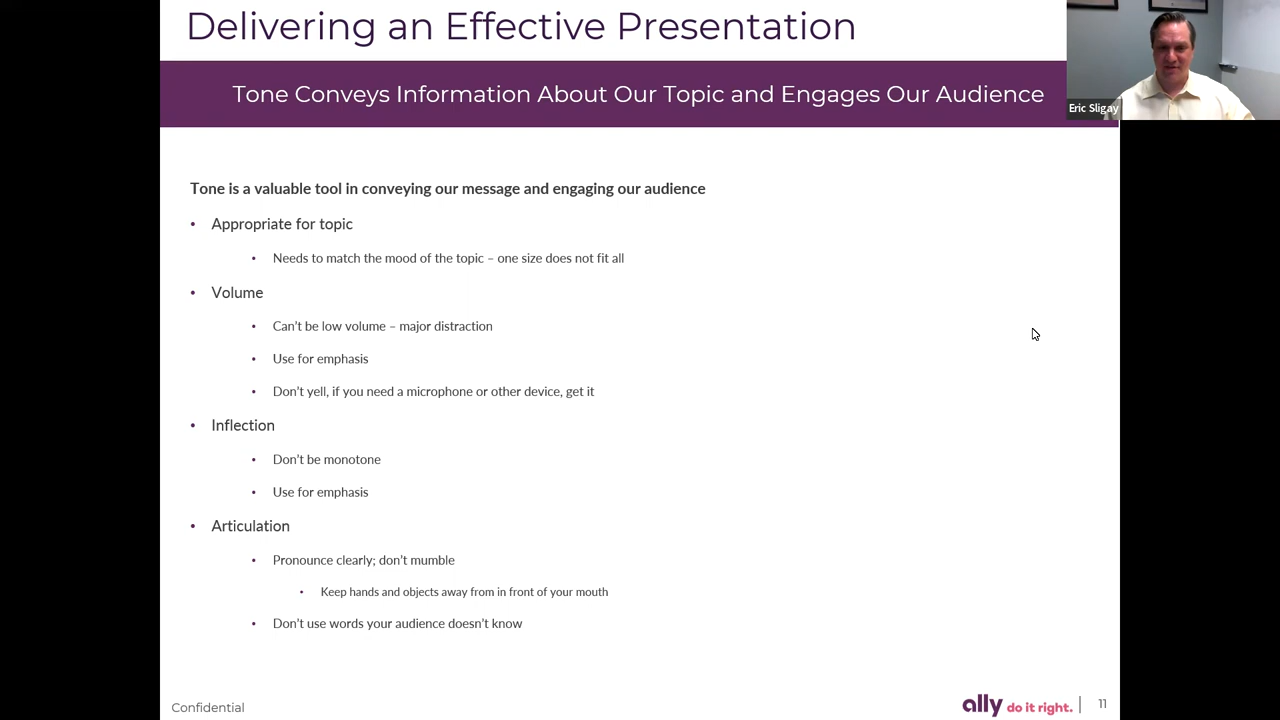 Delivering an Effective Presentation
Tone Conveys Information About Our Topic and Engages Our Audience
Eric Sligay
Tone is a valuable tool in conveying our message and engaging our audience
• Appropriate for topic
• Needs to match the mood of the topic – one size does not fit all
• Volume
• Can't be low volume – major distraction
• Use for emphasis
• Don't yell, if you need a microphone or other device, get it
• Inflection
• Don't be monotone
• Use for emphasis
• Articulation
• Pronounce clearly; don't mumble
• Keep hands and objects away from in front of your mouth
• Don't use words your audience doesn't know
Confidential
ally do it right. | 11